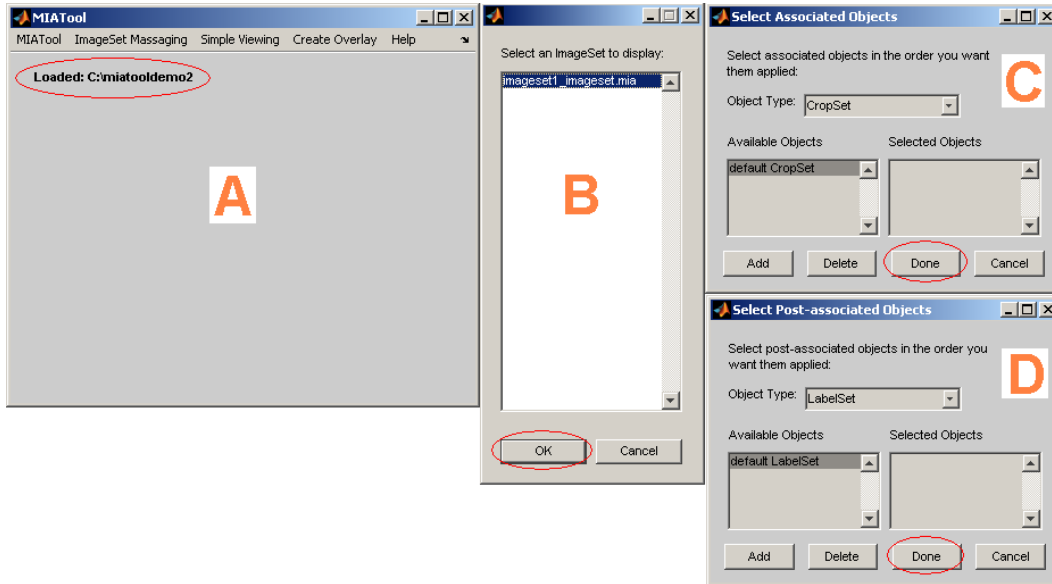 MIATool
MIATool ImageSet Massaging Simple Viewing Create Overlay Help
Loaded: C:\miatooldemo2
A
Select an ImageSet to display:
imageset1_imageset.mia
B
OK Cancel
Select Associated Objects
Select associated objects in the order you want
them applied:
C
Object Type: CropSet
Available Objects Selected Objects
default CropSet
Add Delete Done Cancel
Select Post-associated Objects
Select post-associated objects in the order you
want them applied:
D
Object Type: LabelSet
Available Objects Selected Objects
default LabelSet
Add Delete Done Cancel